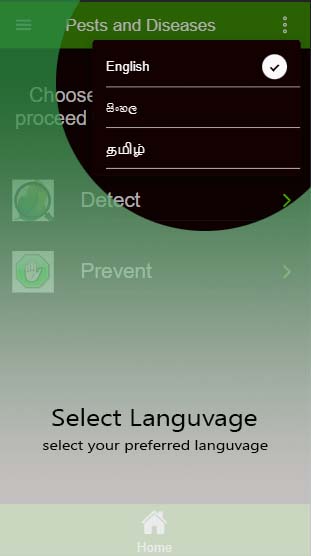 Pests and Diseases
English
සිංහල
தமிழ்
Choose
proceed
Detect
Prevent
Select Languvage
select your preferred languvage
Home